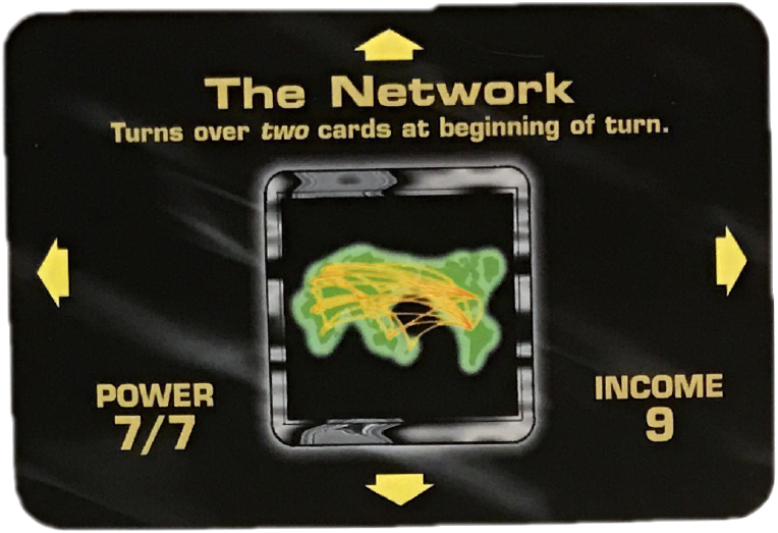 The Network
Turns over two cards at beginning of turn.
POWER
7/7
INCOME
9